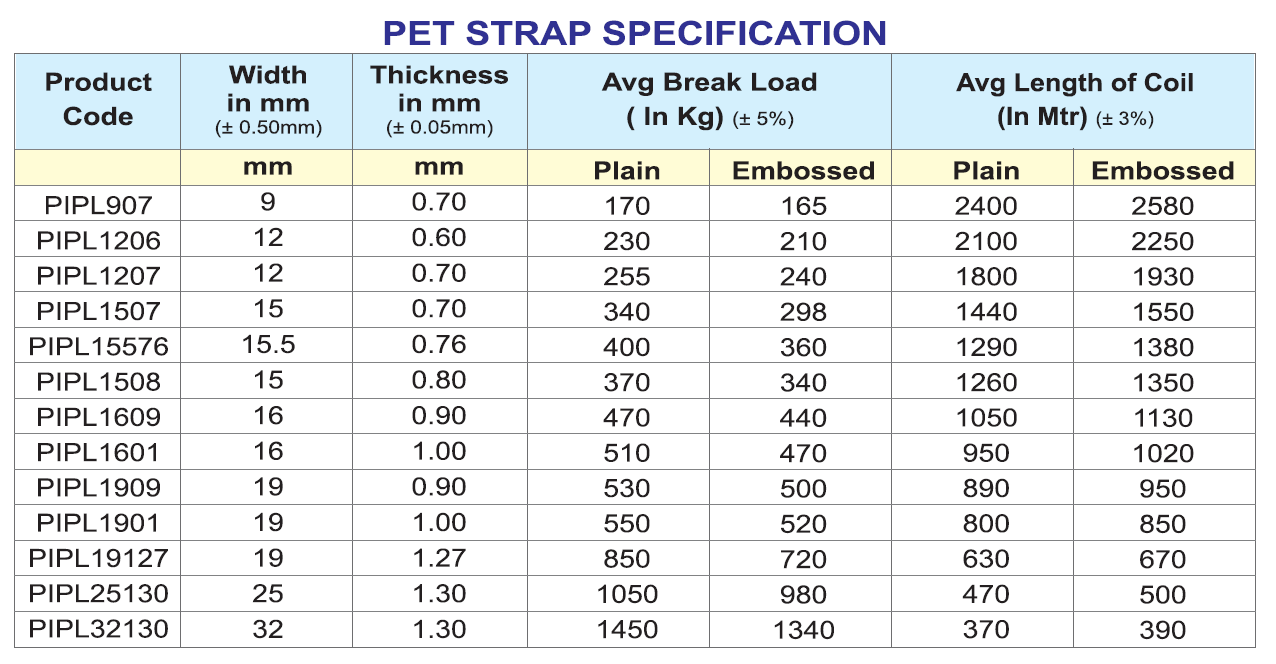 PET STRAP SPECIFICATION
Product Code Width in mm (± 0.50mm) Thickness in mm (± 0.05mm) Avg Break Load ( In Kg) (± 5%) Avg Length of Coil (In Mtr) (± 3%)
mm mm Plain Embossed Plain Embossed
PIPL907 9 0.70 170 165 2400 2580
PIPL1206 12 0.60 230 210 2100 2250
PIPL1207 12 0.70 255 240 1800 1930
PIPL1507 15 0.70 340 298 1440 1550
PIPL15576 15.5 0.76 400 360 1290 1380
PIPL1508 15 0.80 370 340 1260 1350
PIPL1609 16 0.90 470 440 1050 1130
PIPL1601 16 1.00 510 470 950 1020
PIPL1909 19 0.90 530 500 890 950
PIPL1901 19 1.00 550 520 800 850
PIPL19127 19 1.27 850 720 630 670
PIPL25130 25 1.30 1050 980 470 500
PIPL32130 32 1.30 1450 1340 370 390